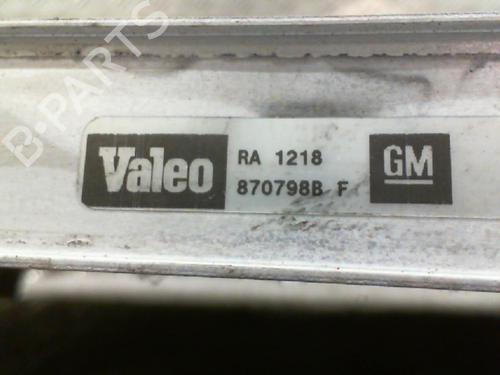 B-PARTS
Valeo
RA 1218
870798B F
GM